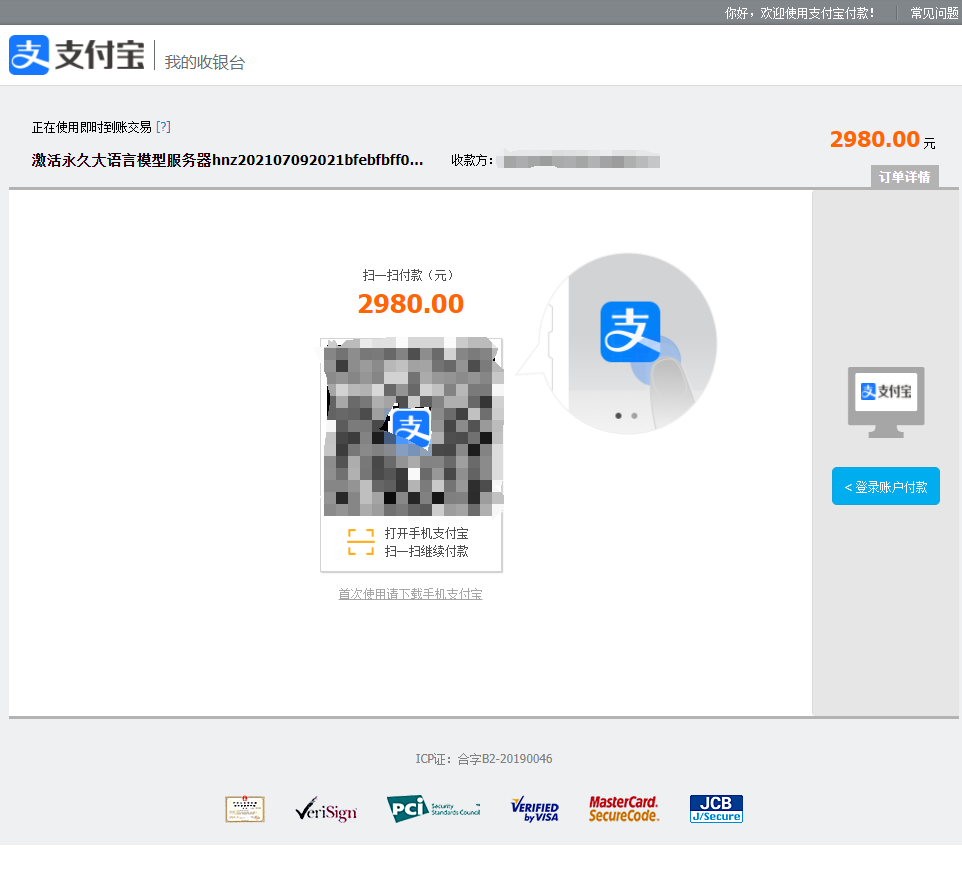 你好，欢迎使用支付宝付款！ 常见问题
支 支付宝 我的收银台
正在使用即时到账交易 [?]
2980.00 元
激活永久大语言模型服务器hnz202107092021bfebfbff0... 收款方：
订单详情
扫一扫付款（元）
2980.00
支
支付宝
支
< 登录账户付款
打开手机支付宝
扫一扫继续付款
首次使用请下载手机支付宝
ICP证：合字B2-20190046
VeriSign
PCI Security Standards Council
VERIFIED by VISA
MasterCard. SecureCode.
JCB J/Secure